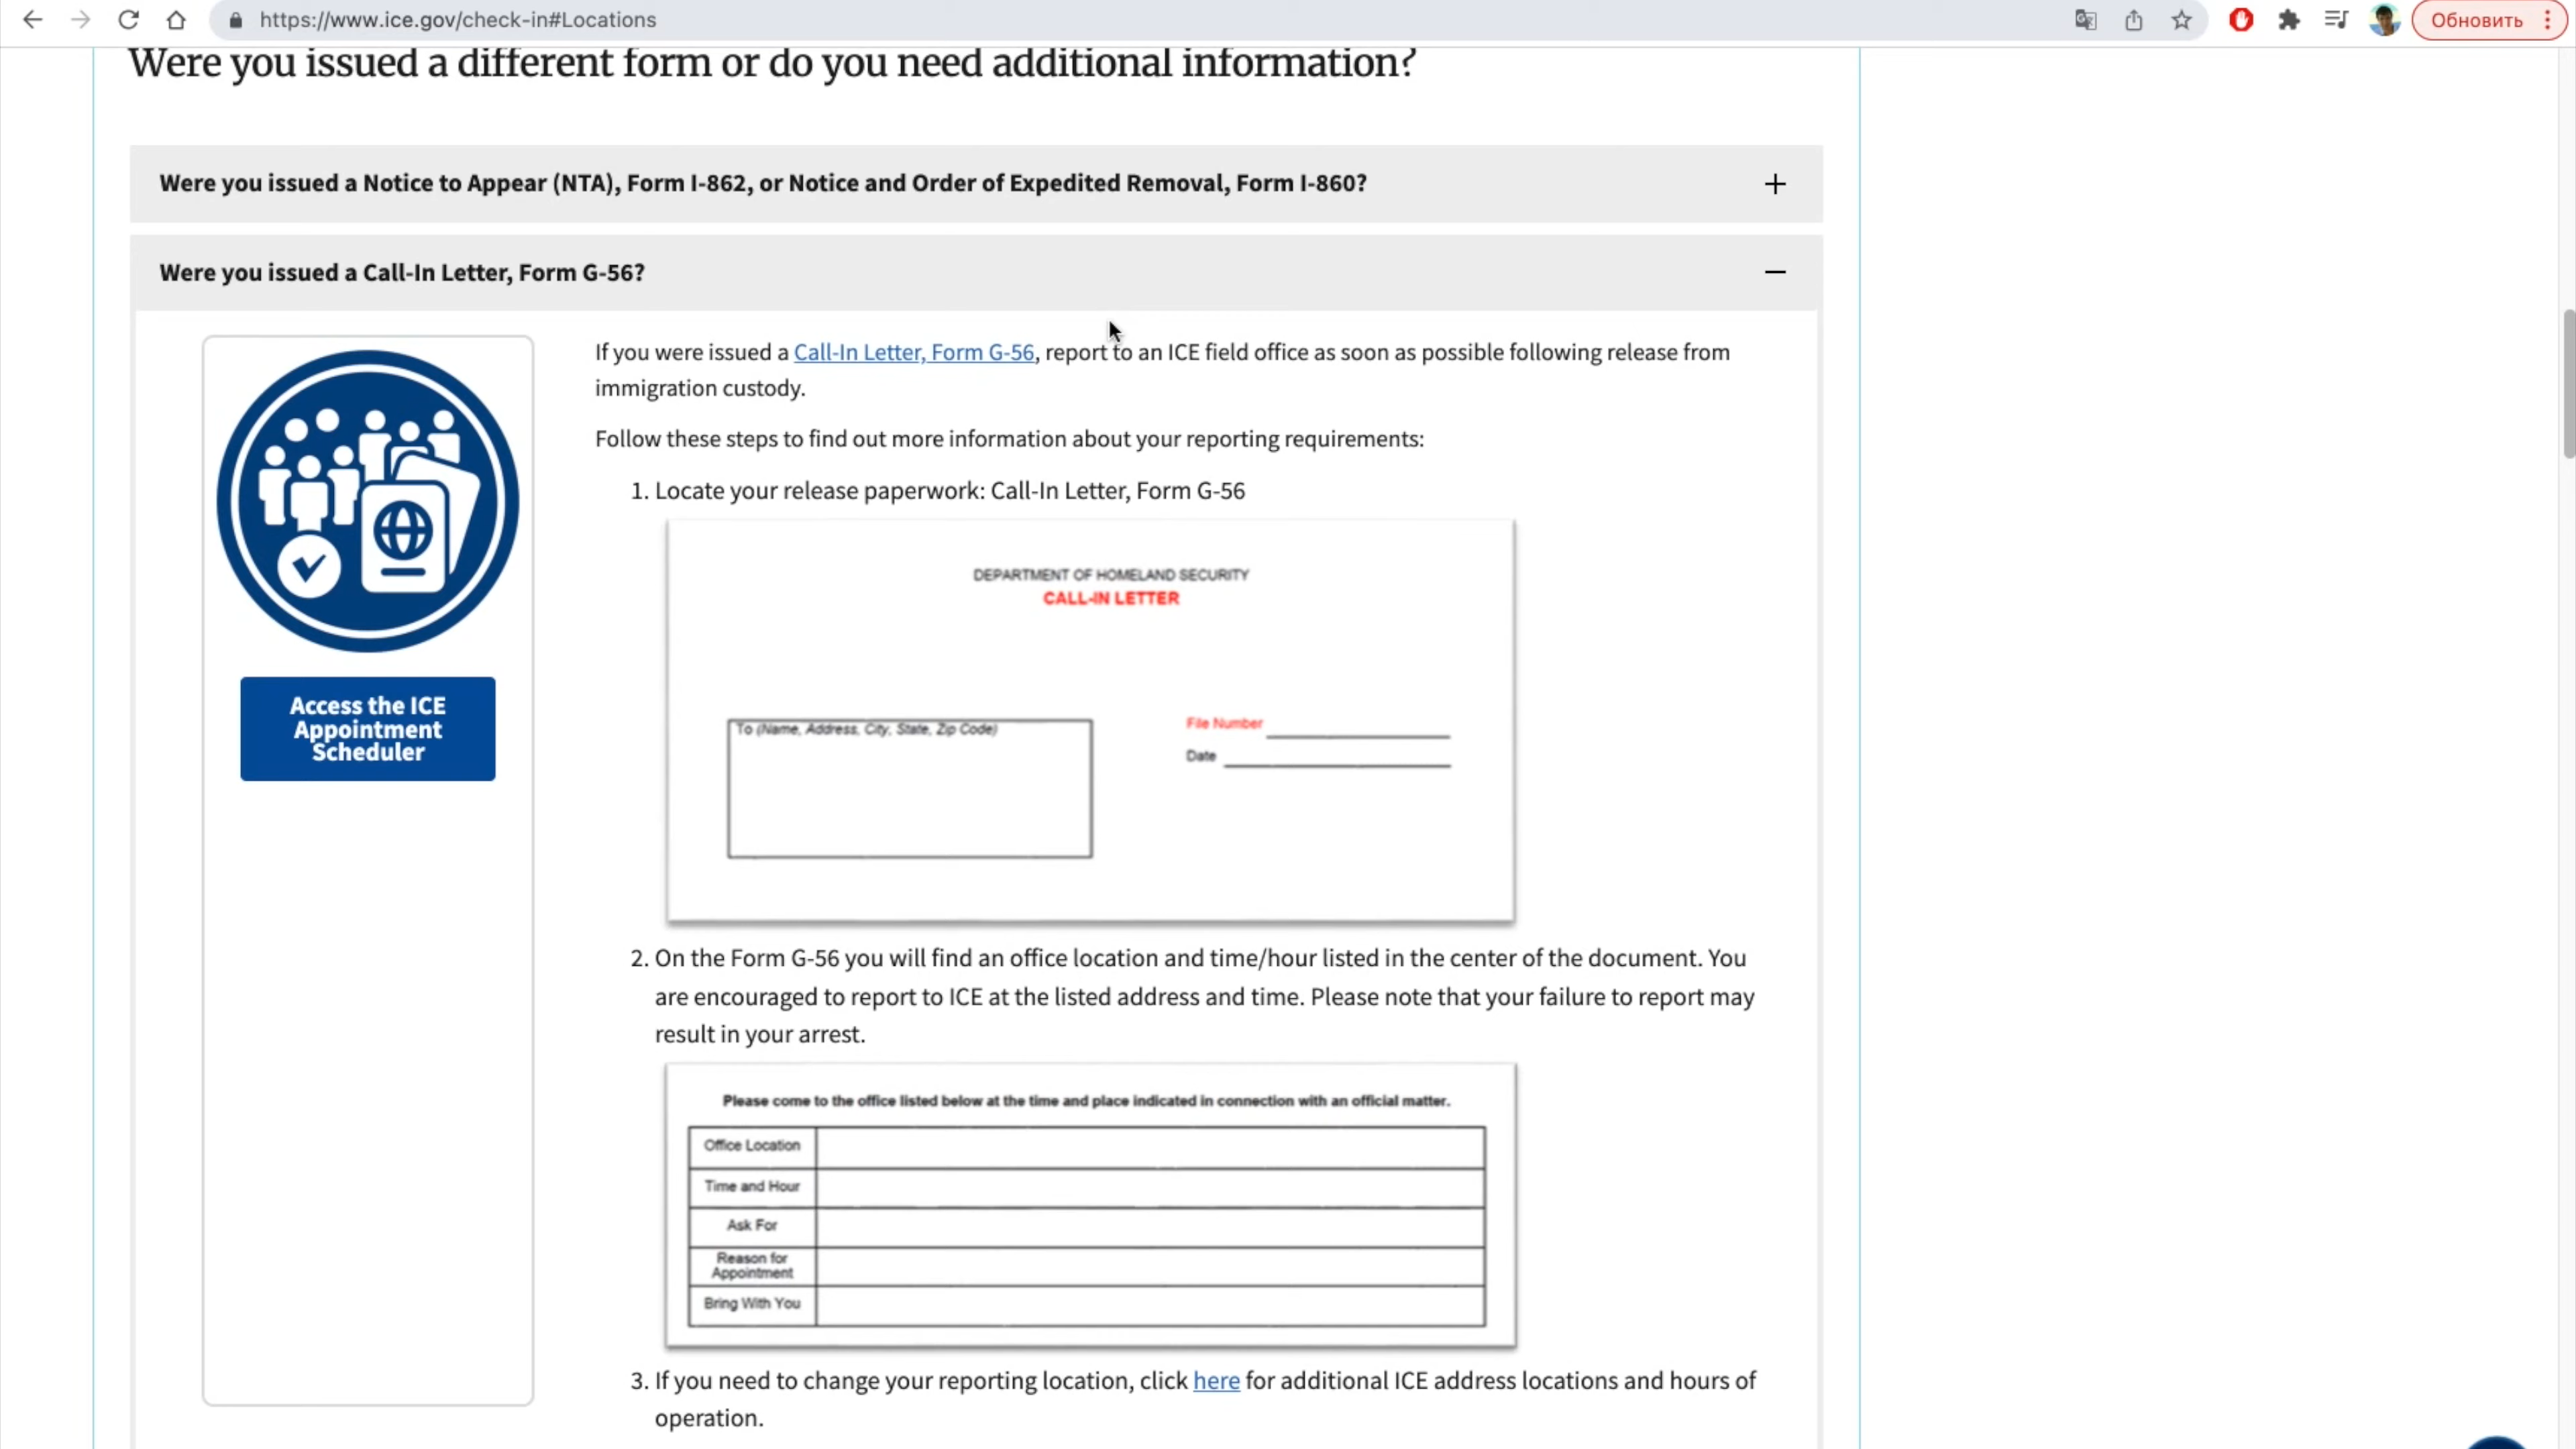 https://www.ice.gov/check-in#Locations
Обновить
Were you issued a different form or do you need additional information?
Were you issued a Notice to Appear (NTA), Form I-862, or Notice and Order of Expedited Removal, Form I-860?
Were you issued a Call-In Letter, Form G-56?
Access the ICE
Appointment
Scheduler
If you were issued a Call-In Letter, Form G-56, report to an ICE field office as soon as possible following release from
immigration custody.
Follow these steps to find out more information about your reporting requirements:
1. Locate your release paperwork: Call-In Letter, Form G-56
DEPARTMENT OF HOMELAND SECURITY
CALL-IN LETTER
To (Name, Address, City, State, Zip Code)
File Number
Date
2. On the Form G-56 you will find an office location and time/hour listed in the center of the document. You
are encouraged to report to ICE at the listed address and time. Please note that your failure to report may
result in your arrest.
Please come to the office listed below at the time and place indicated in connection with an official matter.
Office Location
Time and Hour
Ask For
Reason for
Appointment
Bring With You
3. If you need to change your reporting location, click here for additional ICE address locations and hours of
operation.